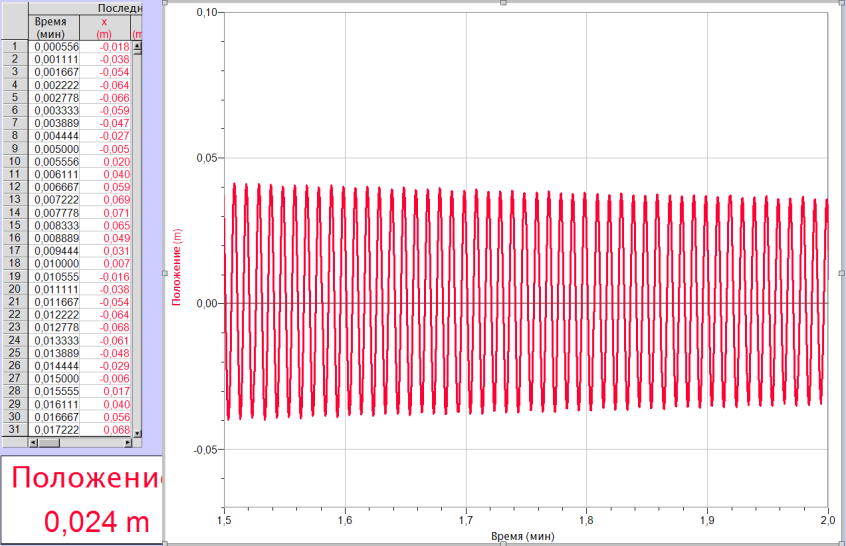 Последн
Время x
(мин) (m) (m
1 0,000556 -0,018
2 0,001111 -0,038
3 0,001667 -0,054
4 0,002222 -0,064
5 0,002778 -0,066
6 0,003333 -0,059
7 0,003889 -0,047
8 0,004444 -0,027
9 0,005000 -0,005
10 0,005556 0,020
11 0,006111 0,040
12 0,006667 0,059
13 0,007222 0,069
14 0,007778 0,071
15 0,008333 0,065
16 0,008889 0,049
17 0,009444 0,031
18 0,010000 0,007
19 0,010555 -0,016
20 0,011111 -0,038
21 0,011667 -0,054
22 0,012222 -0,064
23 0,012778 -0,068
24 0,013333 -0,061
25 0,013889 -0,048
26 0,014444 -0,029
27 0,015000 -0,006
28 0,015555 0,017
29 0,016111 0,040
30 0,016667 0,056
31 0,017222 0,068
Положени
0,024 m
0,10
0,05
0,00
-0,05
Положение (m)
1,5 1,6 1,7 1,8 1,9 2,0
Время (мин)